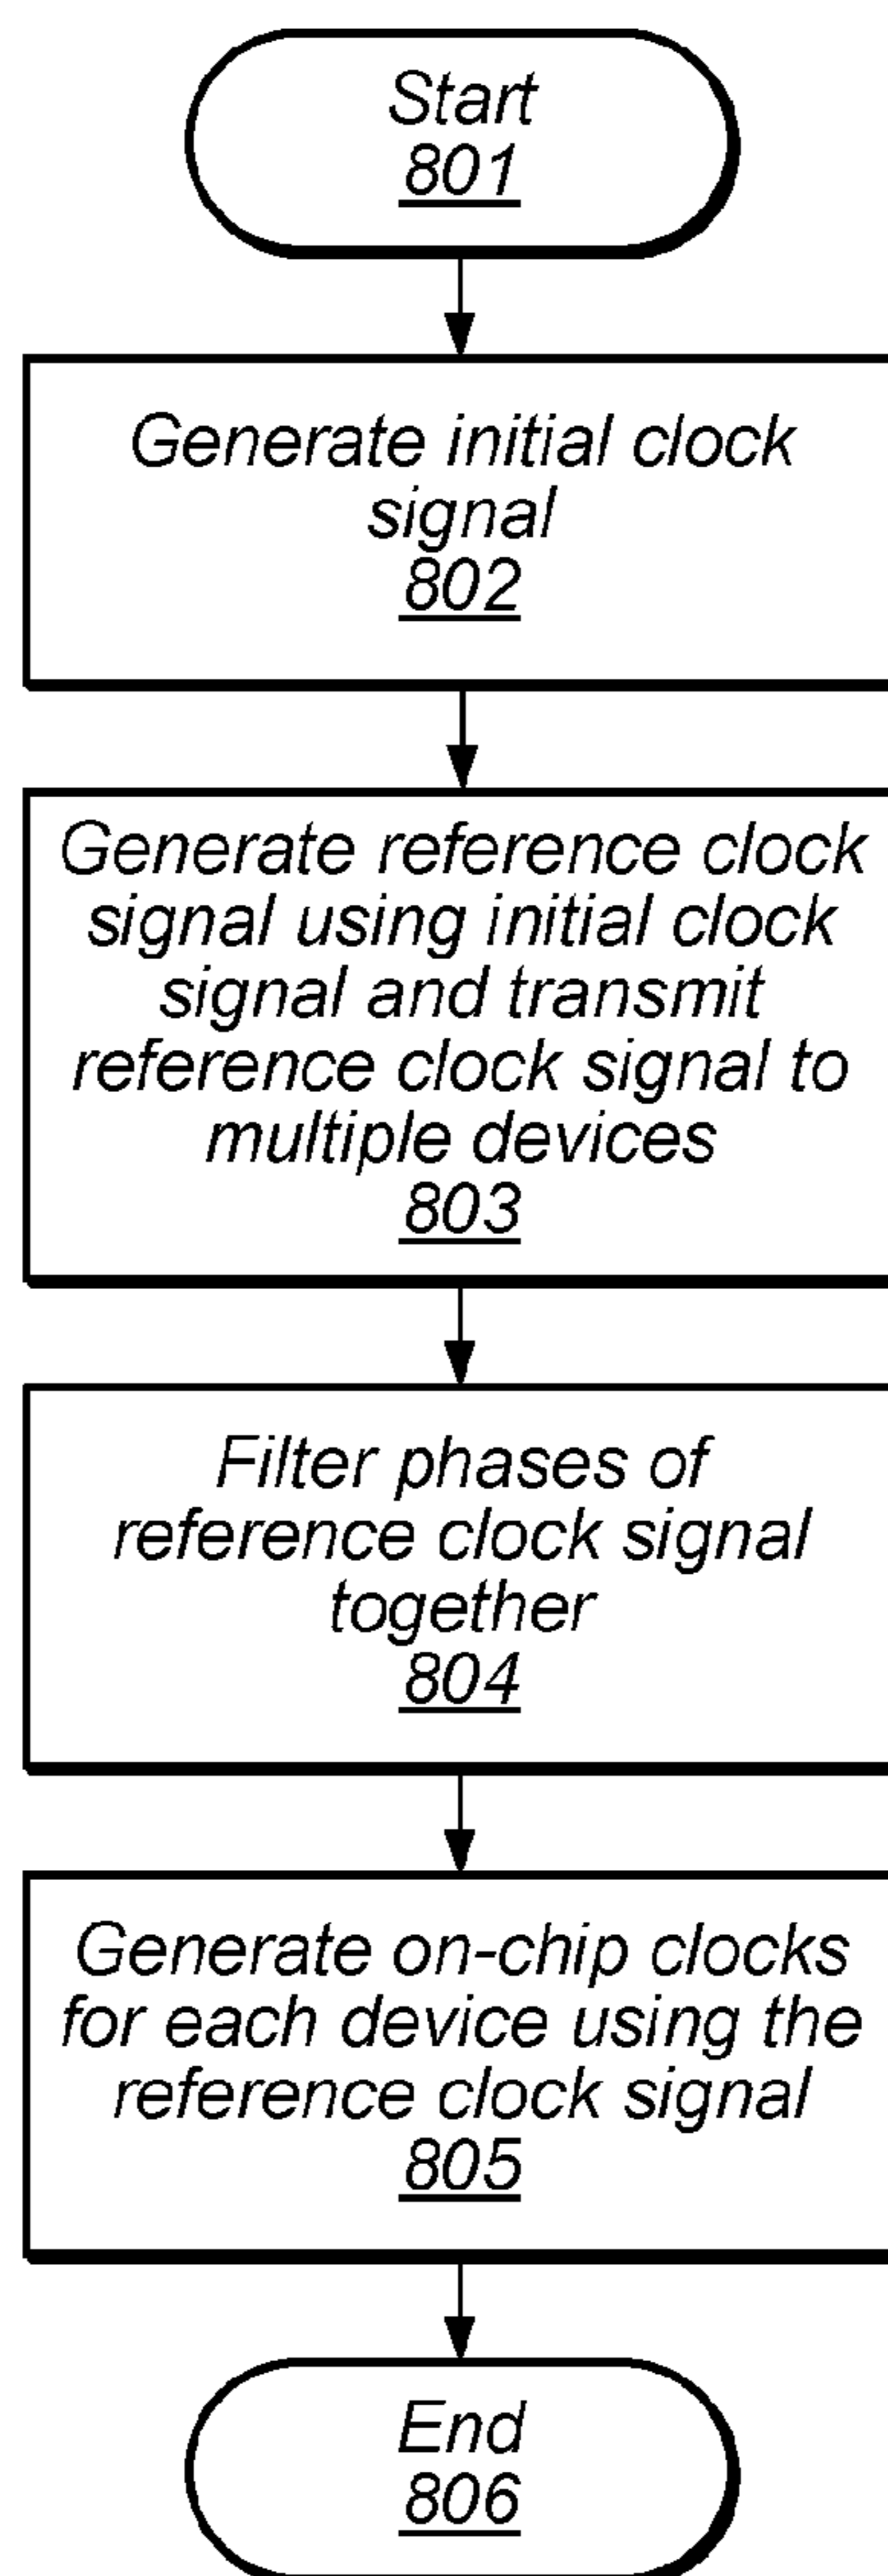 Start
801
Generate initial clock
signal
802
Generate reference clock
signal using initial clock
signal and transmit
reference clock signal to
multiple devices
803
Filter phases of
reference clock signal
together
804
Generate on-chip clocks
for each device using the
reference clock signal
805
End
806